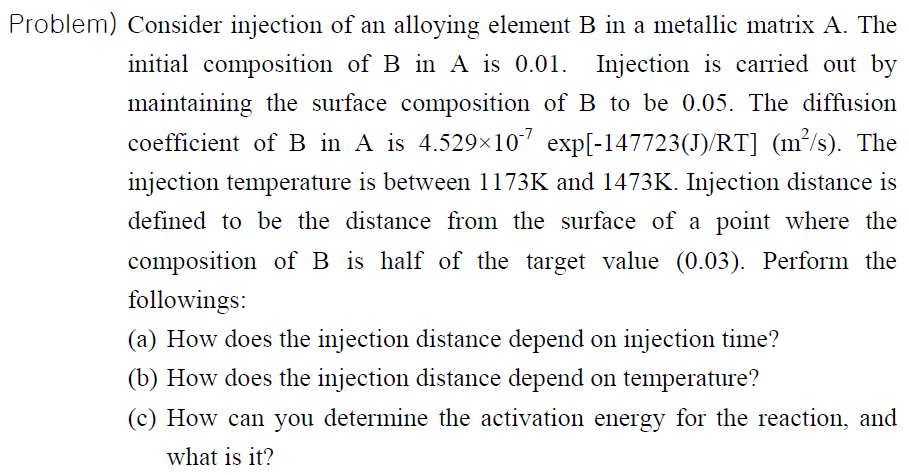 Problem) Consider injection of an alloying element B in a metallic matrix A. The
initial composition of B in A is 0.01. Injection is carried out by
maintaining the surface composition of B to be 0.05. The diffusion
coefficient of B in A is 4.529×10⁻⁷ exp[-147723(J)/RT] (m²/s). The
injection temperature is between 1173K and 1473K. Injection distance is
defined to be the distance from the surface of a point where the
composition of B is half of the target value (0.03). Perform the
followings:
(a) How does the injection distance depend on injection time?
(b) How does the injection distance depend on temperature?
(c) How can you determine the activation energy for the reaction, and
what is it?